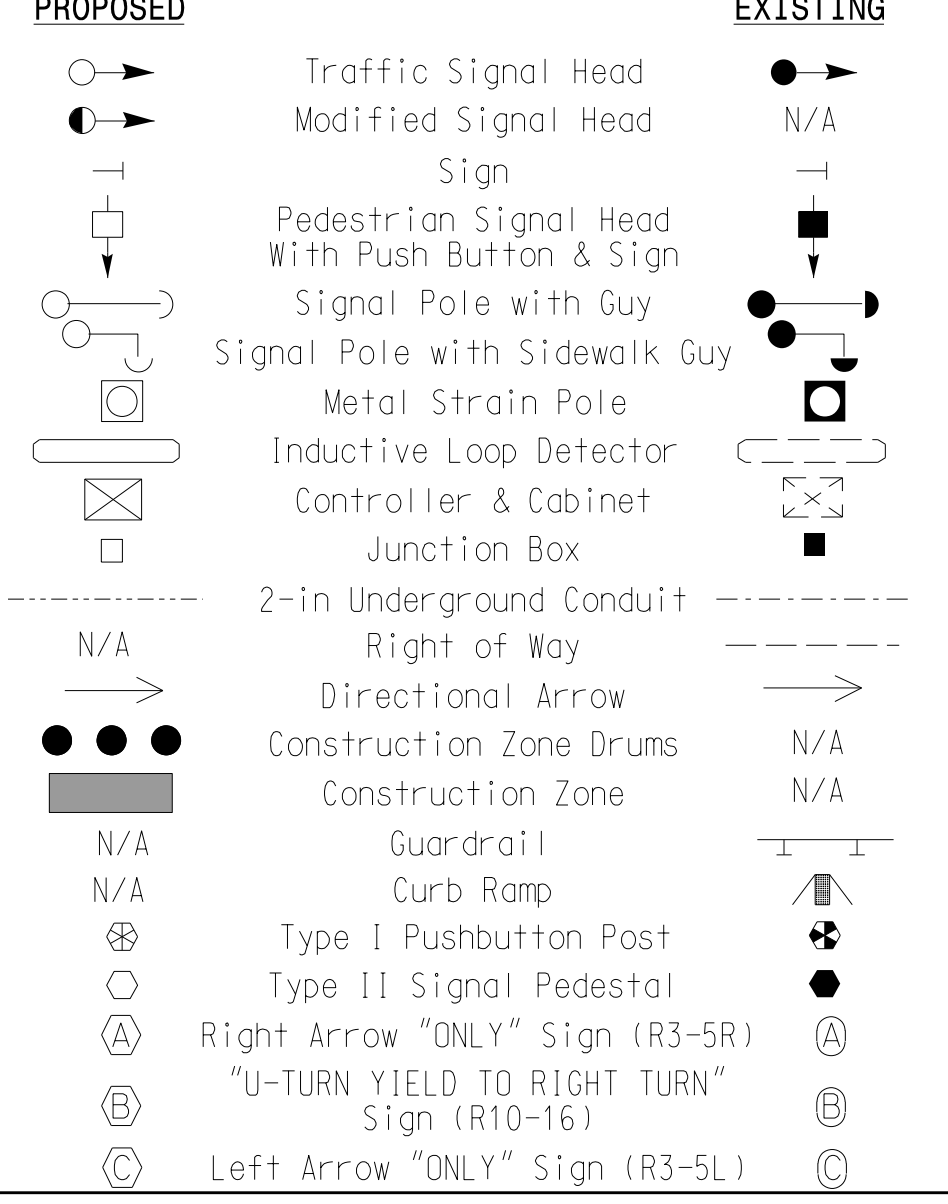 PROPOSED EXISTING
Traffic Signal Head
Modified Signal Head N/A
Sign
Pedestrian Signal Head
With Push Button & Sign
Signal Pole with Guy
Signal Pole with Sidewalk Guy
Metal Strain Pole
Inductive Loop Detector
Controller & Cabinet
Junction Box
2-in Underground Conduit
N/A Right of Way
Directional Arrow
Construction Zone Drums N/A
Construction Zone N/A
N/A Guardrail
N/A Curb Ramp
Type I Pushbutton Post
Type II Signal Pedestal
A Right Arrow "ONLY" Sign (R3-5R) A
"U-TURN YIELD TO RIGHT TURN"
B Sign (R10-16) B
C Left Arrow "ONLY" Sign (R3-5L) C